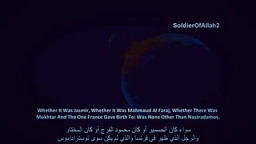 SoldierOfAllah2
Whether It Was Jasmir, Whether It Was Mahmoud Al Faraj, Whether There Was
Mukhtar And The One France Gave Birth To: Was None Other Than Nastradamos.
سواء كان الجسمير أو كان محمود الفرج أو كان المختار
والرجل الذي ظهر في فرنسا والذي لم يكن سوى نوستراداموس